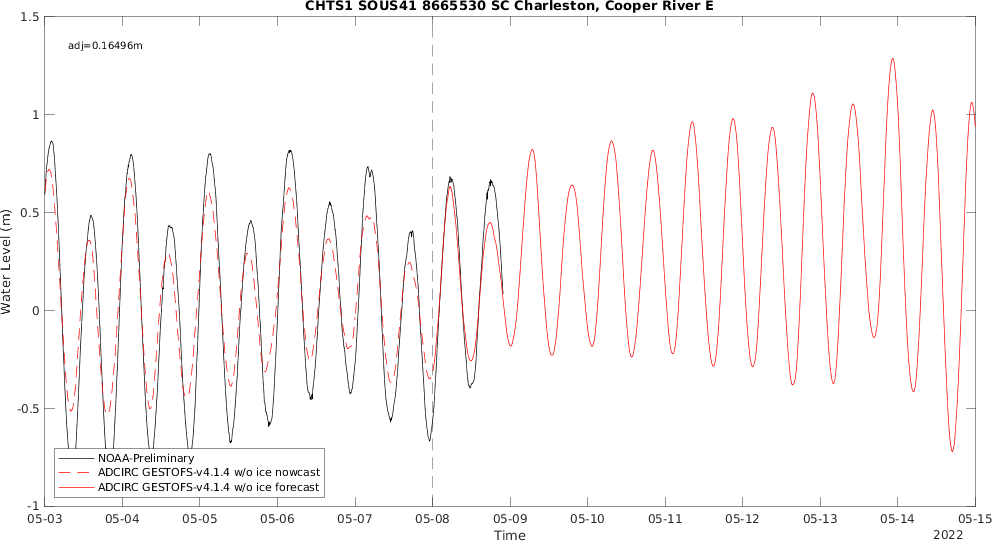 CHTS1 SOUS41 8665530 SC Charleston, Cooper River E
adj=0.16496m
1.5
1
0.5
0
-0.5
-1
Water Level (m)
NOAA-Preliminary
ADCIRC GESTOFS-v4.1.4 w/o ice nowcast
ADCIRC GESTOFS-v4.1.4 w/o ice forecast
05-03 05-04 05-05 05-06 05-07 05-08 05-09 05-10 05-11 05-12 05-13 05-14 05-15
Time
2022